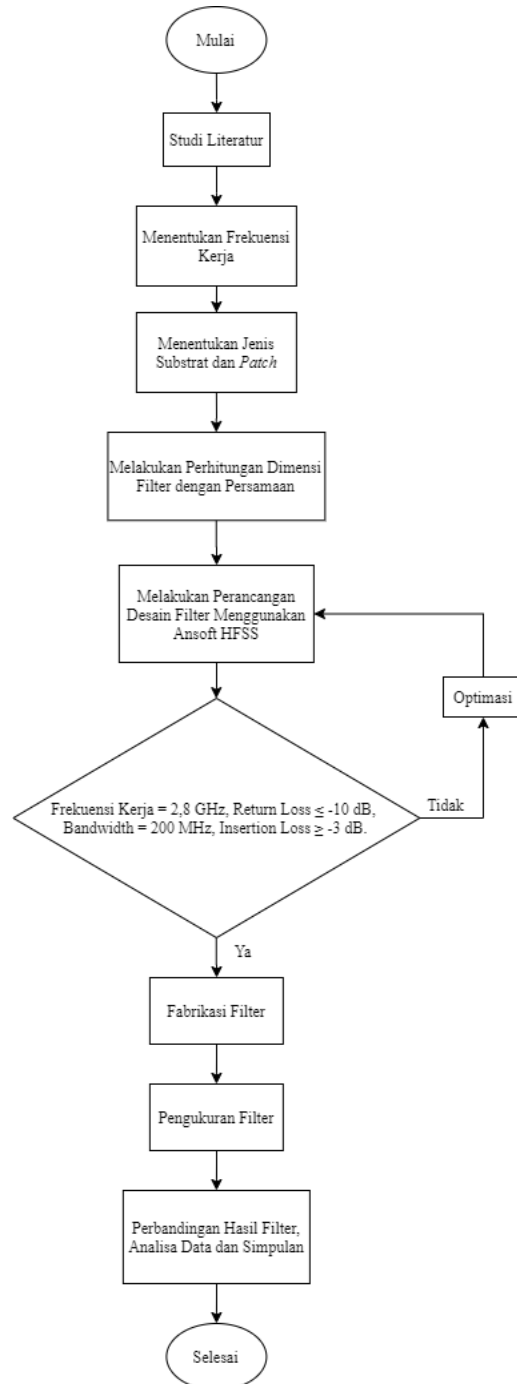 Mulai
Studi Literatur
Menentukan Frekuensi
Kerja
Menentukan Jenis
Substrat dan Patch
Melakukan Perhitungan Dimensi
Filter dengan Persamaan
Melakukan Perancangan
Desain Filter Menggunakan
Ansoft HFSS
Optimasi
Frekuensi Kerja = 2,8 GHz, Return Loss ≤ -10 dB,
Bandwidth = 200 MHz, Insertion Loss ≥ -3 dB.
Tidak
Ya
Fabrikasi Filter
Pengukuran Filter
Perbandingan Hasil Filter,
Analisa Data dan Simpulan
Selesai